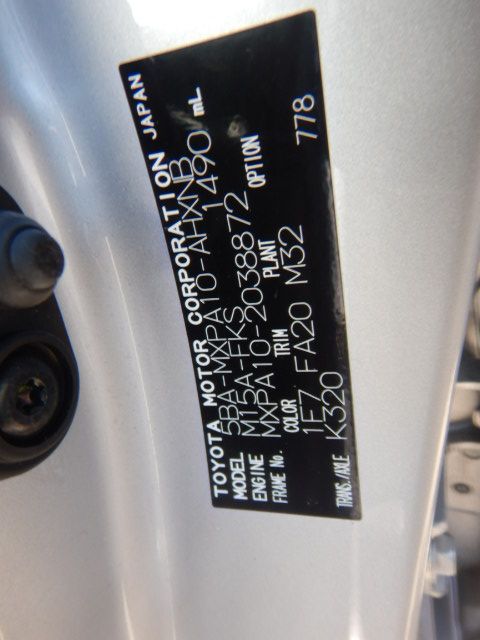 TOYOTA MOTOR CORPORATION JAPAN
MODEL 5BA-MXPA10-AHXNB
ENGINE M15A-FKS 1490 mL
FRAME No. MXPA10-2038872
COLOR TRIM PLANT OPTION
1F7 FA20 M32 778
TRANS./AXLE K320